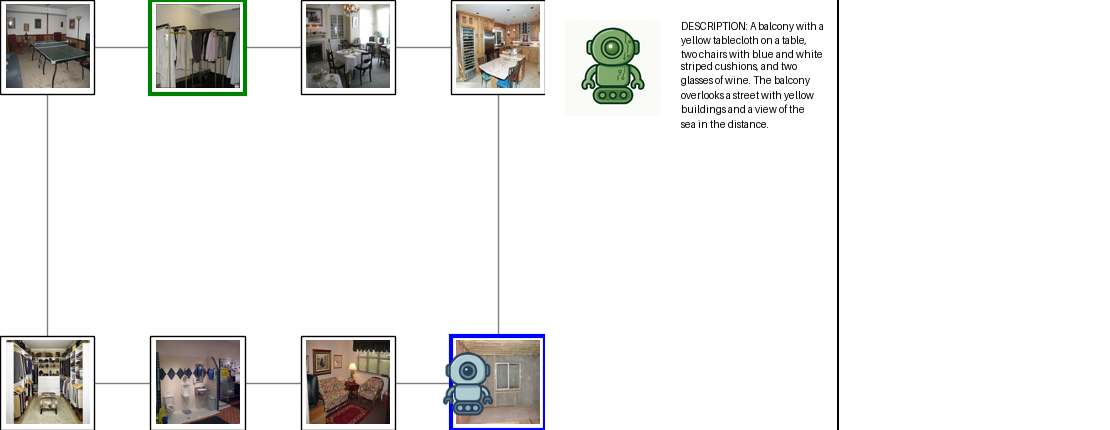 DESCRIPTION: A balcony with a
yellow tablecloth on a table,
two chairs with blue and white
striped cushions, and two
glasses of wine. The balcony
overlooks a street with yellow
buildings and a view of the
sea in the distance.